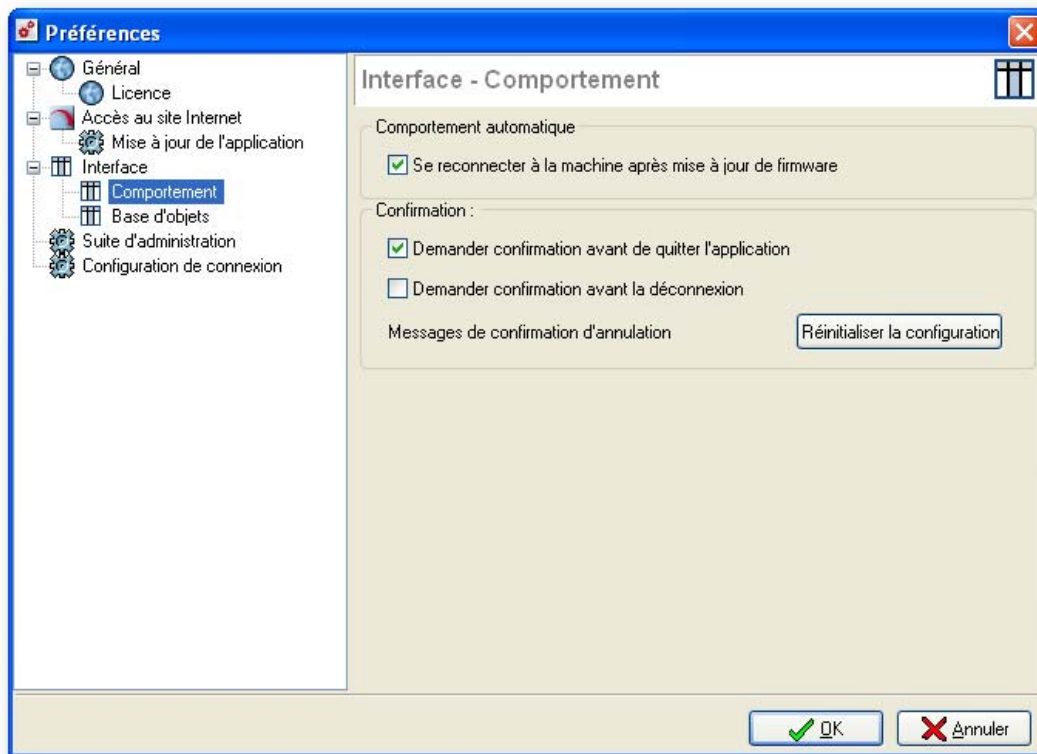 Préférences
Général
Licence
Accès au site Internet
Mise à jour de l'application
Interface
Comportement
Base d'objets
Suite d'administration
Configuration de connexion
Interface - Comportement
Comportement automatique
Se reconnecter à la machine après mise à jour de firmware
Confirmation :
Demander confirmation avant de quitter l'application
Demander confirmation avant la déconnexion
Messages de confirmation d'annulation
Réinitialiser la configuration
OK
Annuler